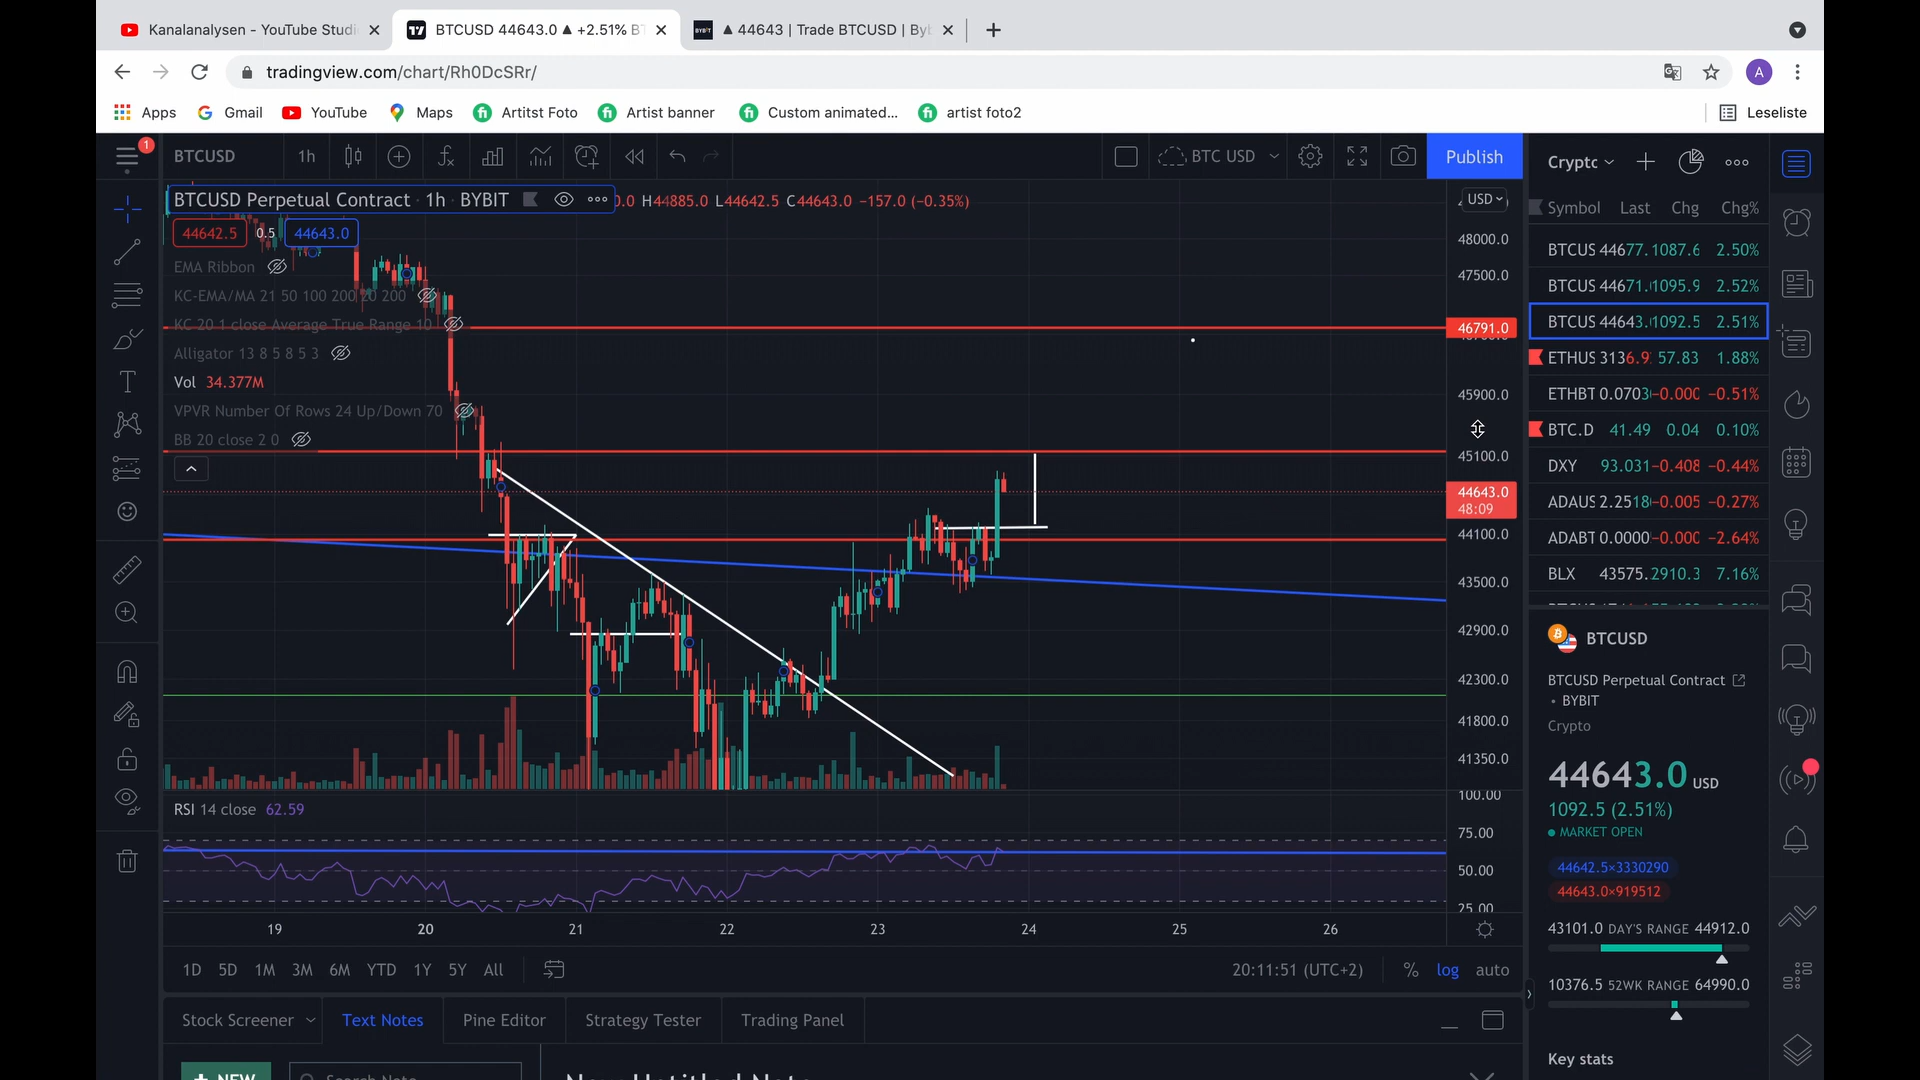 Kanalanalysen - YouTube Studi
BTCUSD 44643.0 ▲ +2.51% B
▲ 44643 | Trade BTCUSD | Byb
tradingview.com/chart/Rh0DcSRr/
A
Apps
Gmail
YouTube
Maps
Artitst Foto
Artist banner
Custom animated...
artist foto2
Leseliste
1
BTCUSD
1h
BTC USD
Publish
Crypto
BTCUSD Perpetual Contract · 1h · BYBIT
0.0 H44885.0 L44642.5 C44643.0 −157.0 (−0.35%)
USD
44642.5
0.5
44643.0
EMA Ribbon
KC-EMA/MA 21 50 100 200 20 200
KC 20 1 close Average True Range 10
Alligator 13 8 5 8 5 3
Vol 34.377M
VPVR Number Of Rows 24 Up/Down 70
BB 20 close 2 0
48000.0
47500.0
46791.0
45900.0
45100.0
44643.0
48:09
44100.0
43500.0
42900.0
42300.0
41800.0
41350.0
RSI 14 close 62.59
100.00
75.00
50.00
25.00
19
20
21
22
23
24
25
26
1D 5D 1M 3M 6M YTD 1Y 5Y All
20:11:51 (UTC+2)
%
log
auto
Stock Screener
Text Notes
Pine Editor
Strategy Tester
Trading Panel
+ NEW
Search Note
New Untitled Note
Symbol Last Chg Chg%
BTCUS 44677. 1087.6 2.50%
BTCUS 44671. 1095.9 2.52%
BTCUS 44643. 1092.5 2.51%
ETHUS 3136.9 57.83 1.88%
ETHBT 0.0703 −0.000 −0.51%
BTC.D 41.49 0.04 0.10%
DXY 93.031 −0.408 −0.44%
ADAUS 2.2518 −0.005 −0.27%
ADABT 0.0000 −0.000 −2.64%
BLX 43575. 2910.3 7.16%
BTCUSD
BTCUSD Perpetual Contract
• BYBIT
Crypto
44643.0 USD
1092.5 (2.51%)
MARKET OPEN
44642.5×3330290
44643.0×919512
43101.0 DAY'S RANGE 44912.0
10376.5 52WK RANGE 64990.0
Key stats